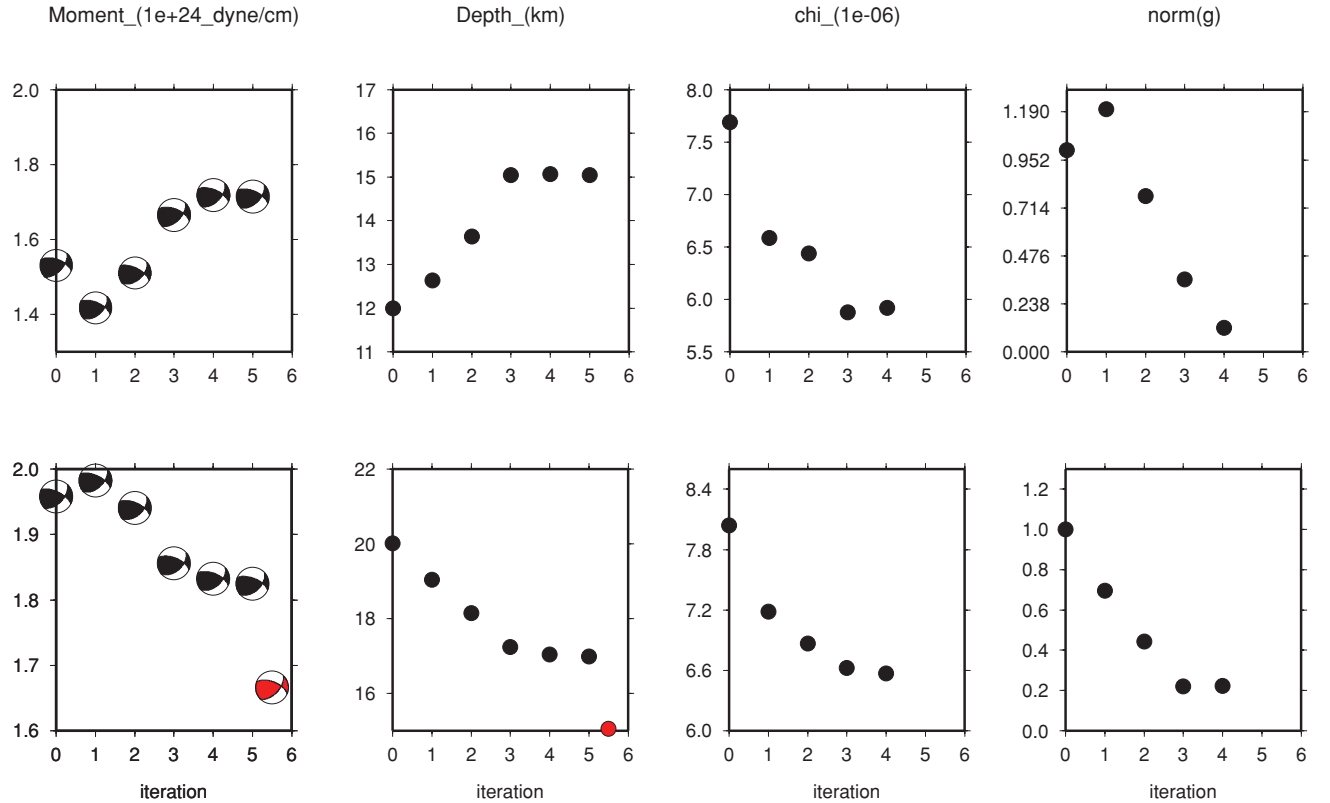 Moment_(1e+24_dyne/cm) Depth_(km) chi_(1e-06) norm(g)
2.0 17 8.0
1.190
16 7.5
1.8 0.952
15 7.0
0.714
14
1.6 6.5 0.476
13
6.0 0.238
1.4 12
11 5.5 0.000
0 1 2 3 4 5 6 0 1 2 3 4 5 6 0 1 2 3 4 5 6 0 1 2 3 4 5 6
2.0 22
8.4 1.2
1.9 20 1.0
7.8
0.8
1.8 18 7.2 0.6
0.4
1.7 16 6.6
0.2
1.6 6.0 0.0
0 1 2 3 4 5 6 0 1 2 3 4 5 6 0 1 2 3 4 5 6 0 1 2 3 4 5 6
iteration iteration iteration iteration